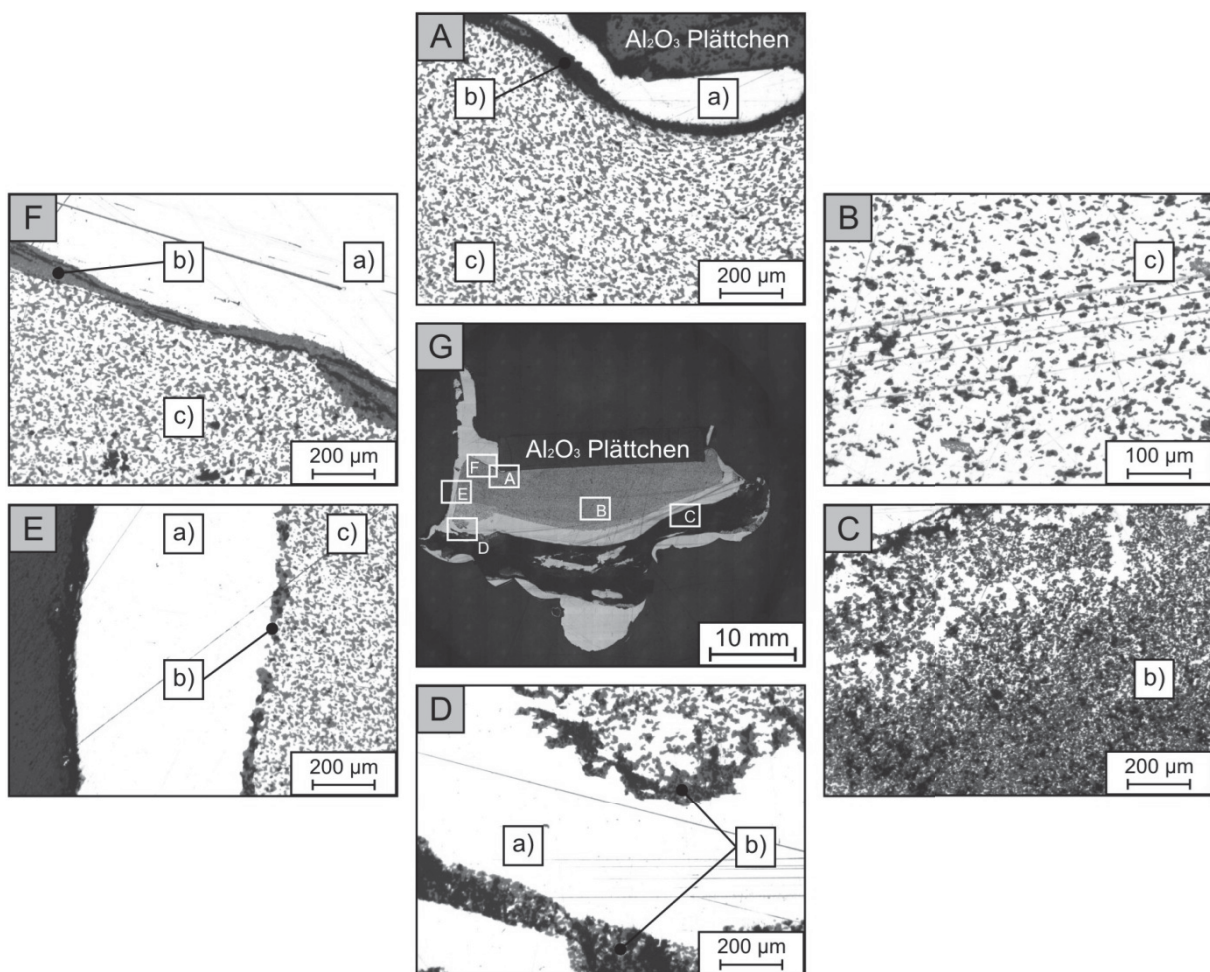 A
Al₂O₃ Plättchen
b)
a)
c)
200 µm
F
b)
a)
c)
200 µm
B
c)
100 µm
G
Al₂O₃ Plättchen
F
A
E
B
C
D
10 mm
E
a)
c)
b)
200 µm
C
b)
200 µm
D
a)
b)
200 µm